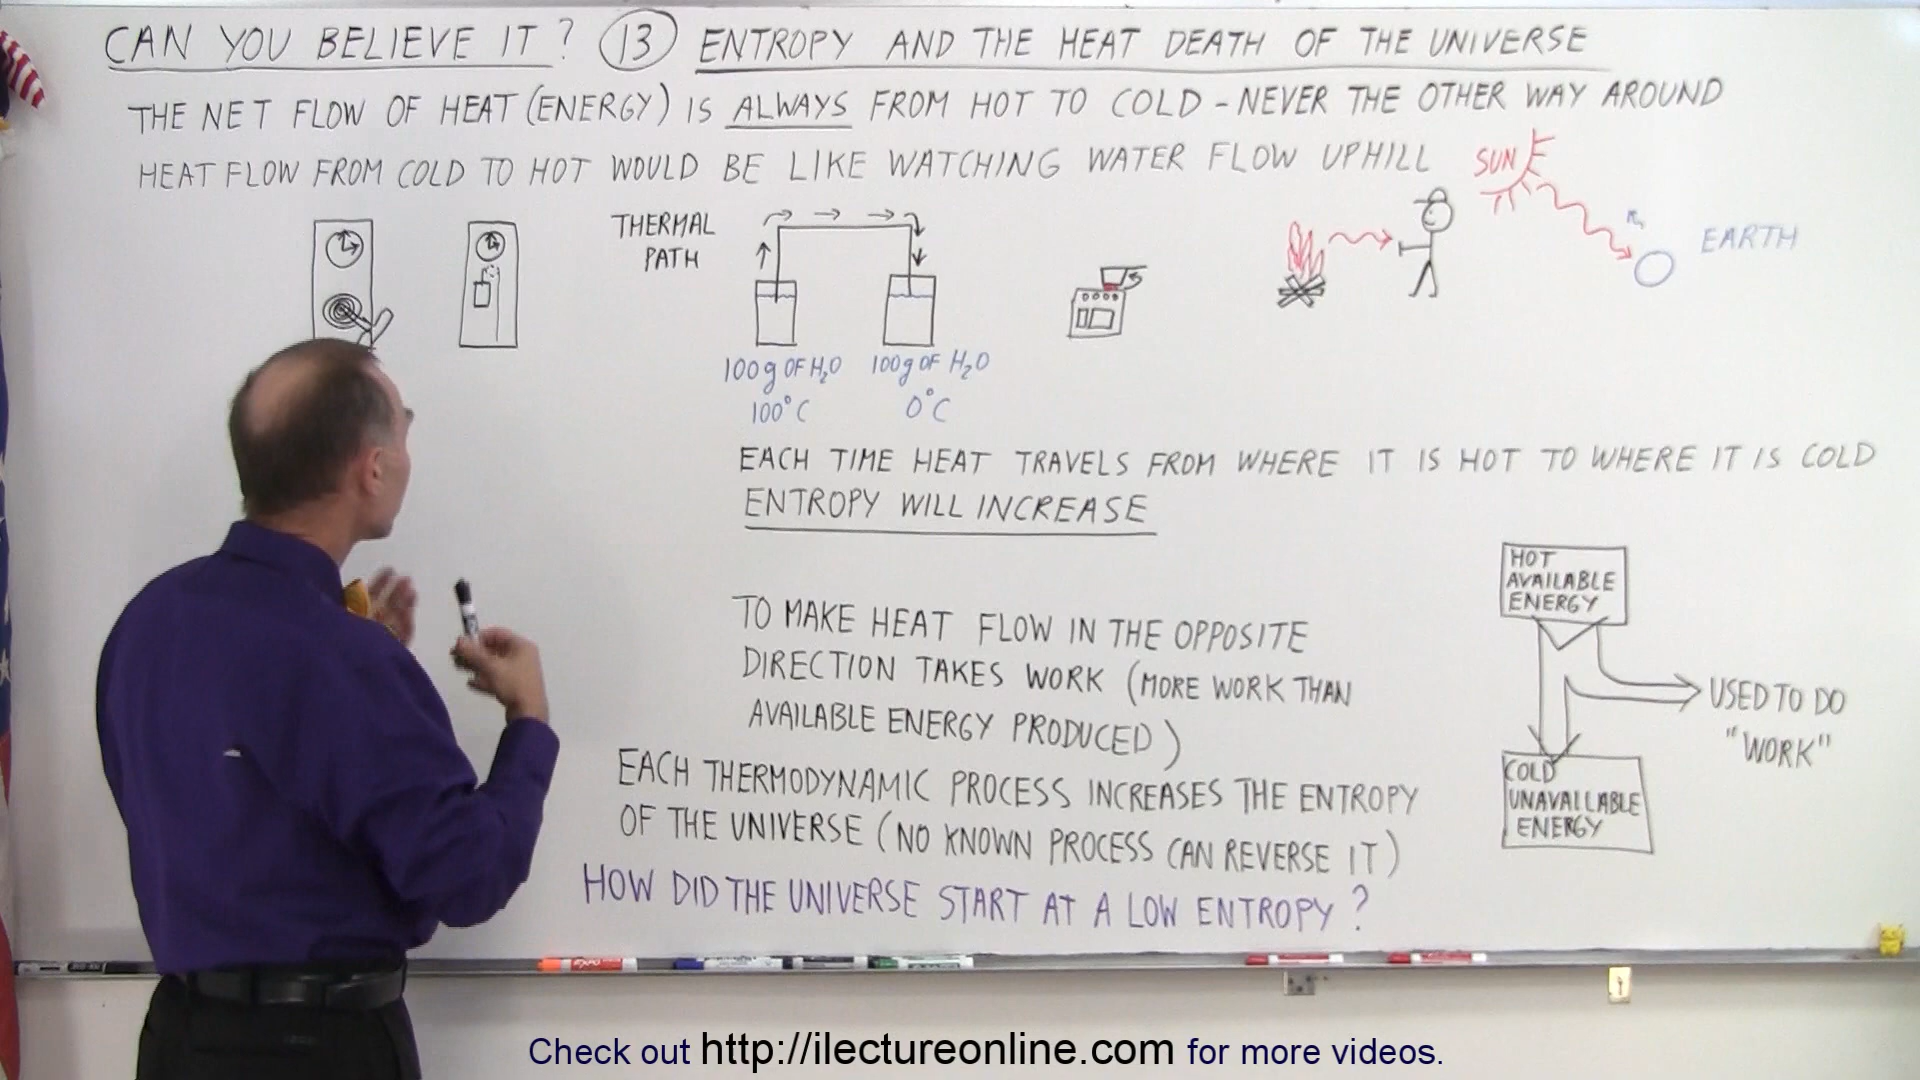 CAN YOU BELIEVE IT? 13 ENTROPY AND THE HEAT DEATH OF THE UNIVERSE
THE NET FLOW OF HEAT (ENERGY) IS ALWAYS FROM HOT TO COLD - NEVER THE OTHER WAY AROUND
HEAT FLOW FROM COLD TO HOT WOULD BE LIKE WATCHING WATER FLOW UPHILL
SUN
EARTH
THERMAL
PATH
100g OF H₂O 100g OF H₂O
100°C 0°C
EACH TIME HEAT TRAVELS FROM WHERE IT IS HOT TO WHERE IT IS COLD
ENTROPY WILL INCREASE
TO MAKE HEAT FLOW IN THE OPPOSITE
DIRECTION TAKES WORK (MORE WORK THAN
AVAILABLE ENERGY PRODUCED)
HOT
AVAILABLE
ENERGY
USED TO DO
"WORK"
COLD
UNAVAILABLE
ENERGY
EACH THERMODYNAMIC PROCESS INCREASES THE ENTROPY
OF THE UNIVERSE (NO KNOWN PROCESS CAN REVERSE IT)
HOW DID THE UNIVERSE START AT A LOW ENTROPY?
Check out http://ilectureonline.com for more videos.